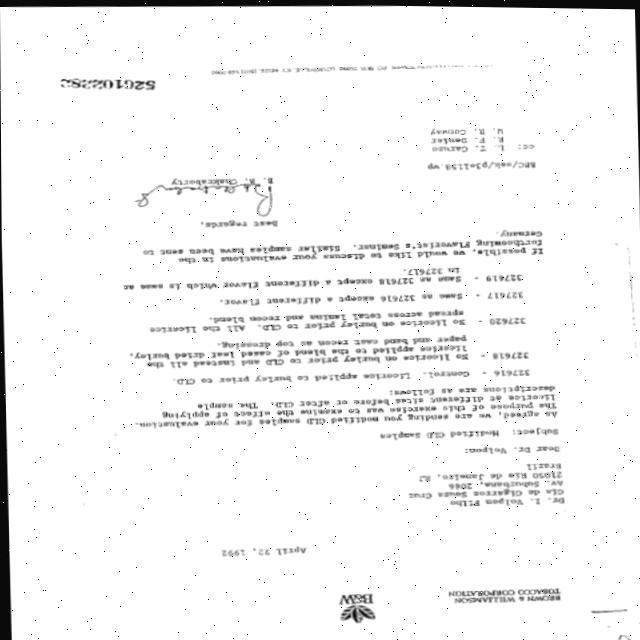 BROWN & WILLIAMSON
TOBACCO CORPORATION
B&W
April 22, 1992
Dr. I. Volpon Filho
Cia de Cigarros Souza Cruz
Av. Suburbana, 2066
21050 Rio de Janeiro, RJ
Brazil
Dear Dr. Volpon:
Subject: Modified CLD Samples
As agreed, we are sending you modified CLD samples for your evaluation.
The purpose of this exercise was to examine the effect of applying
licorice at different sites before or after CLD. The sample
descriptions are as follows:
327616 - Control. Licorice applied to burley prior to CLD.
327618 - No licorice on burley prior to CLD and instead all the
licorice applied to the blend of cased leaf dried burley,
paper and band cast recon as top dressing.
327620 - No licorice on burley prior to CLD. All the licorice
spread across total lamina and recon blend.
327617 - Same as 327616 except a different flavor.
327619 - Same as 327618 except a different flavor which is same as
in 327617.
If possible, we would like to discuss your evaluations in the
forthcoming Flavorist's Seminar. Similar samples have been sent to
Germany.
Best regards,
B. B. Chakraborty
BBC/seh/p3e1158.wp
cc: L. T. Caruso
R. F. Denier
W. R. Conway